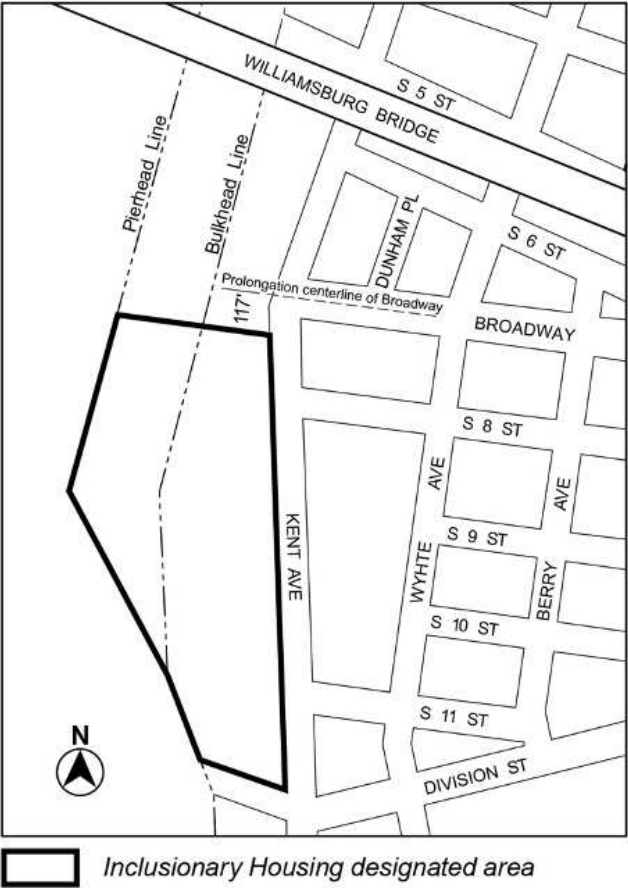 S 5 ST
WILLIAMSBURG BRIDGE
Pierhead Line
Bulkhead Line
DUNHAM PL
S 6 ST
Prolongation centerline of Broadway
117'
BROADWAY
S 8 ST
AVE
AVE
KENT AVE
S 9 ST
WYHTE
BERRY
S 10 ST
S 11 ST
N
DIVISION ST
Inclusionary Housing designated area